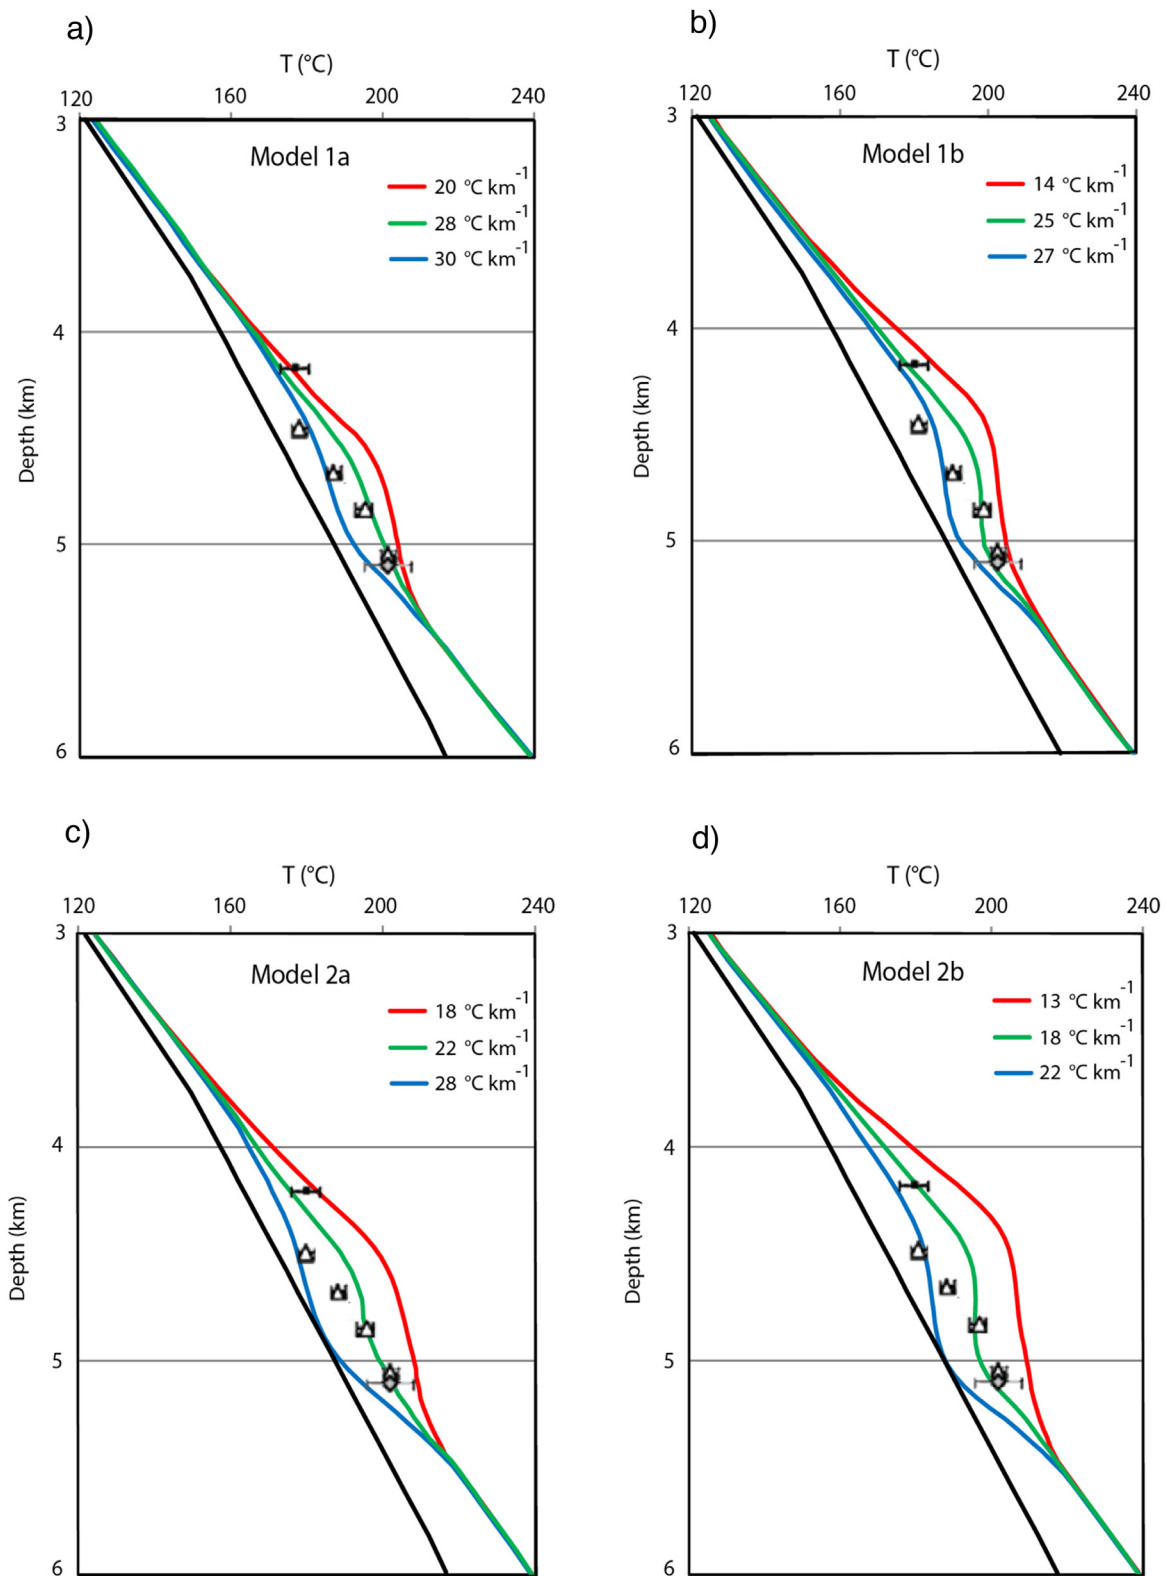 a)
T (°C)
120 160 200 240
3
Model 1a
20 °C km-1
28 °C km-1
30 °C km-1
4
Depth (km)
5
6
b)
T (°C)
120 160 200 240
3
Model 1b
14 °C km-1
25 °C km-1
27 °C km-1
4
Depth (km)
5
6
c)
T (°C)
120 160 200 240
3
Model 2a
18 °C km-1
22 °C km-1
28 °C km-1
4
Depth (km)
5
6
d)
T (°C)
120 160 200 240
3
Model 2b
13 °C km-1
18 °C km-1
22 °C km-1
4
Depth (km)
5
6